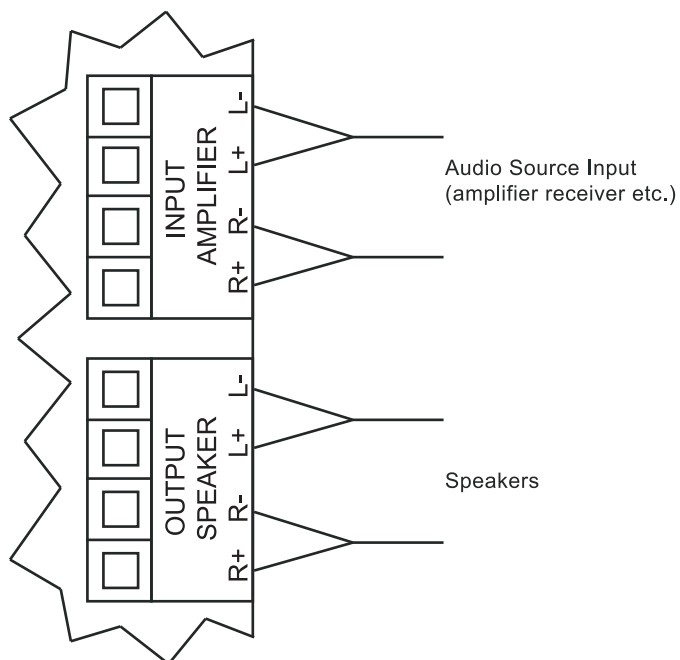 INPUT
AMPLIFIER
L-
L+
R-
R+
Audio Source Input
(amplifier receiver etc.)
OUTPUT
SPEAKER
L-
L+
R-
R+
Speakers